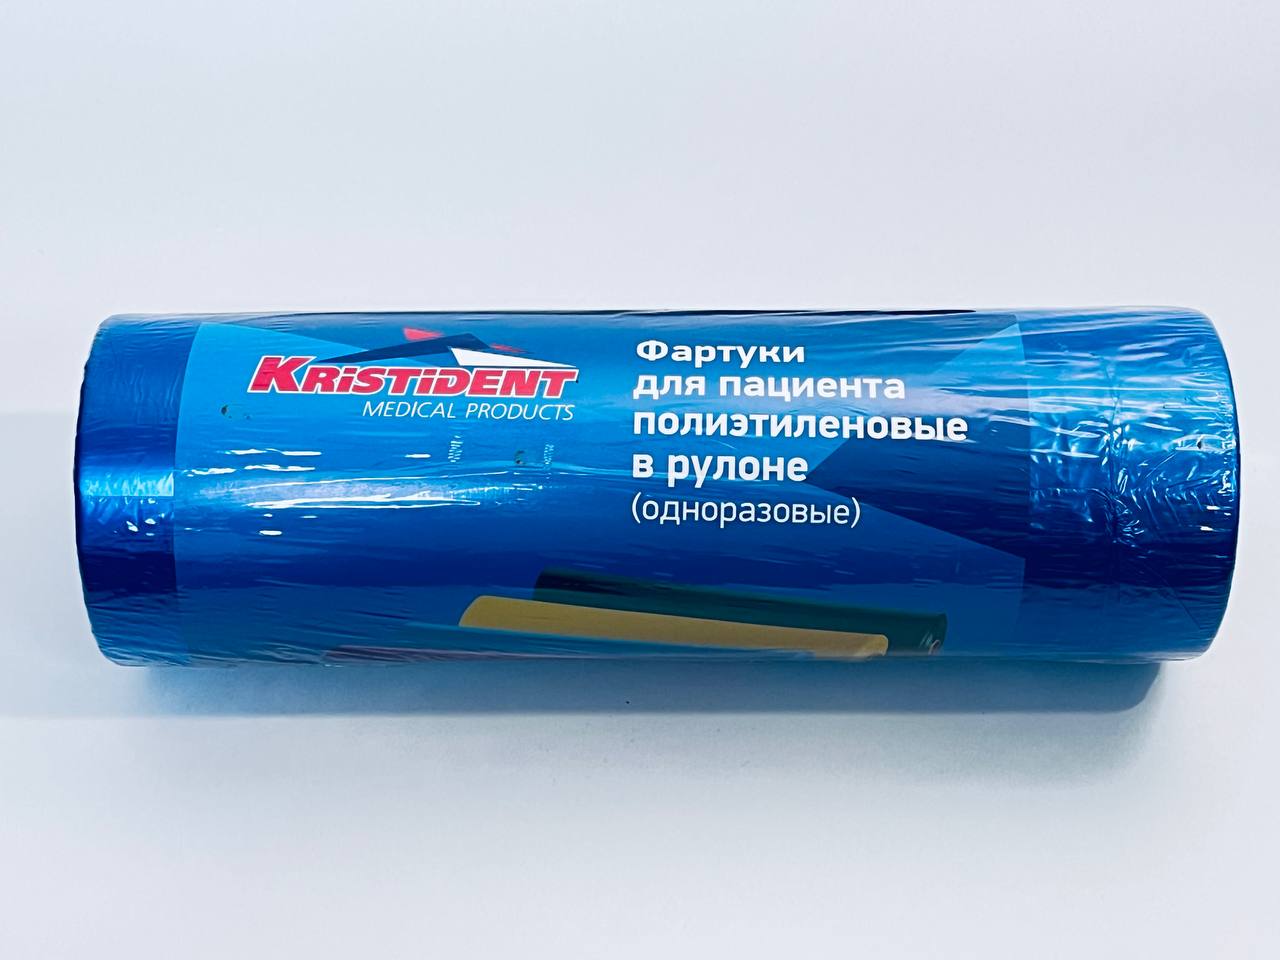 KRiSTiDENT
MEDICAL PRODUCTS
Фартуки
для пациента
полиэтиленовые
в рулоне
(одноразовые)